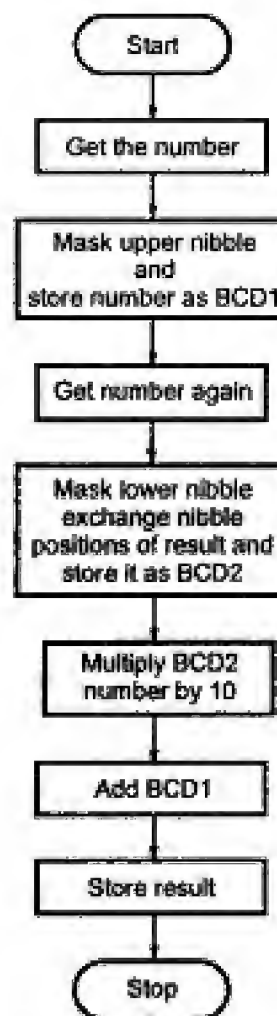 Start
Get the number
Mask upper nibble
and
store number as BCD1
Get number again
Mask lower nibble
exchange nibble
positions of result and
store it as BCD2
Multiply BCD2
number by 10
Add BCD1
Store result
Stop